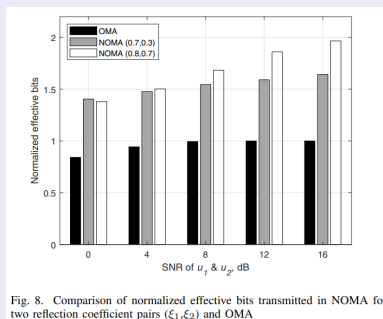 OMA
NOMA (0.7,0.3)
NOMA (0.8,0.7)
Normalized effective bits
2
1.5
1
0.5
0
0 4 8 12 16
SNR of u1 & u2, dB
Fig. 8. Comparison of normalized effective bits transmitted in NOMA fo
two reflection coefficient pairs (ξ1,ξ2) and OMA